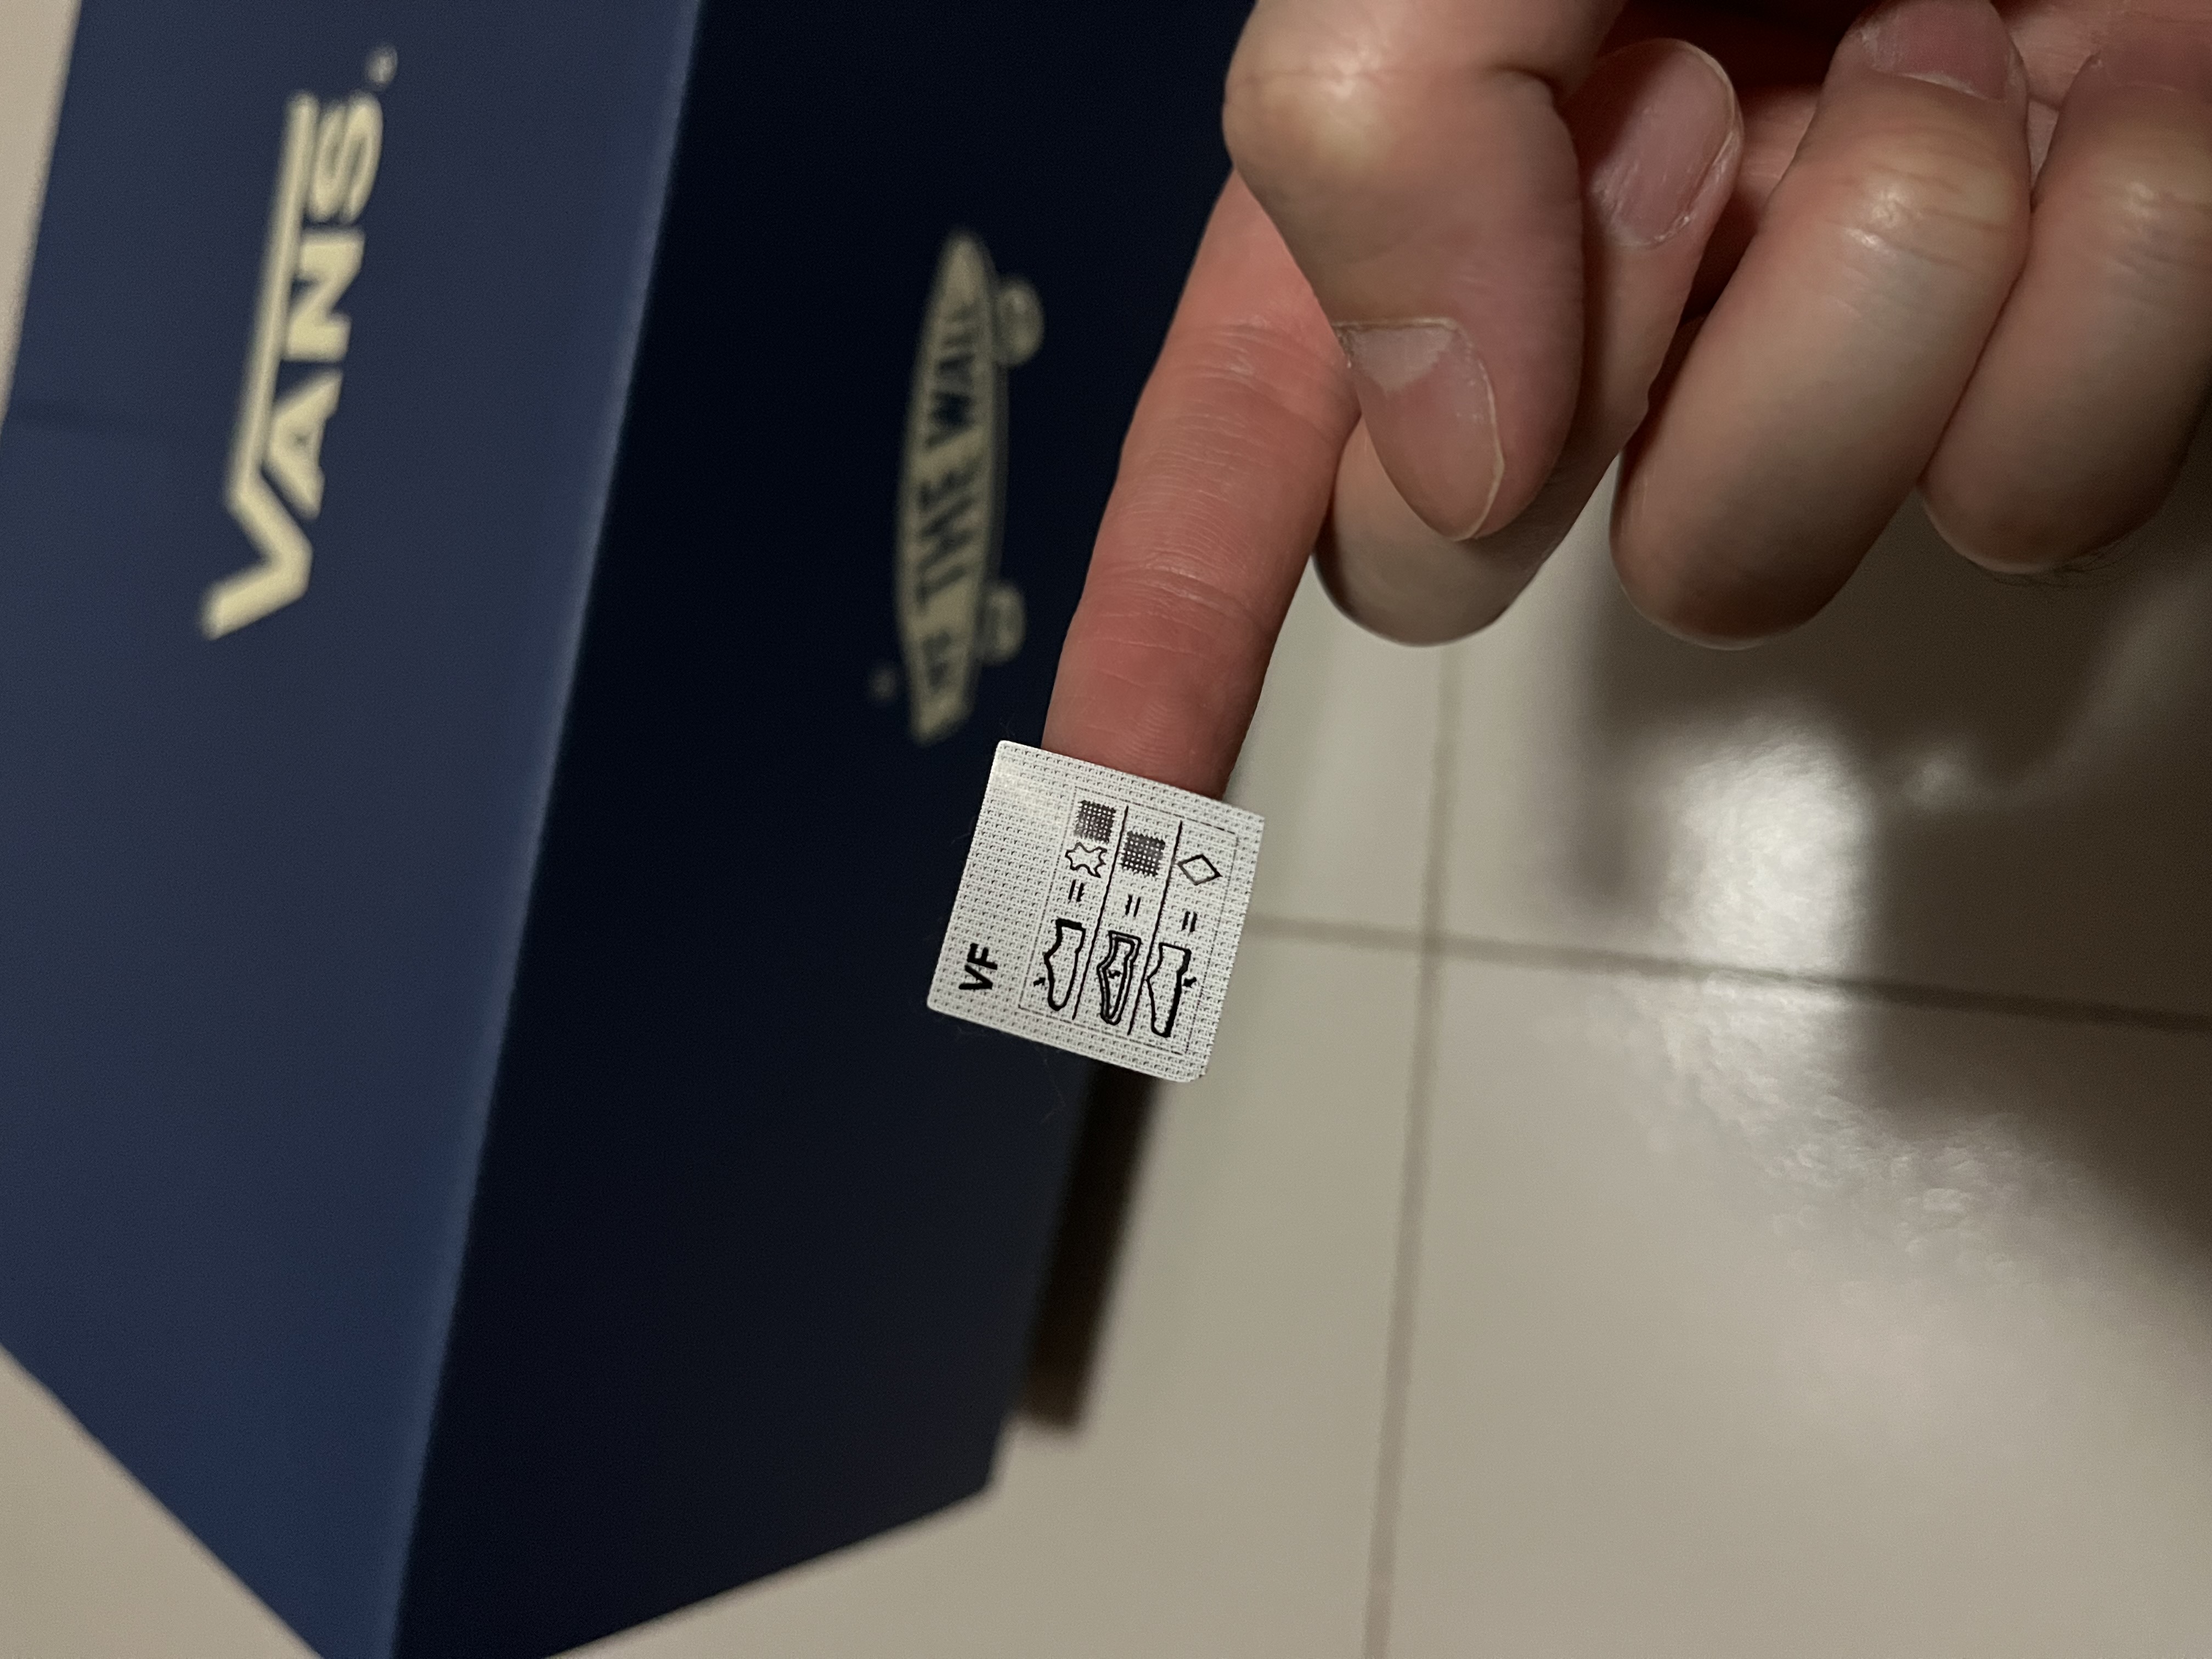 VANS
OFF THE WALL
VF